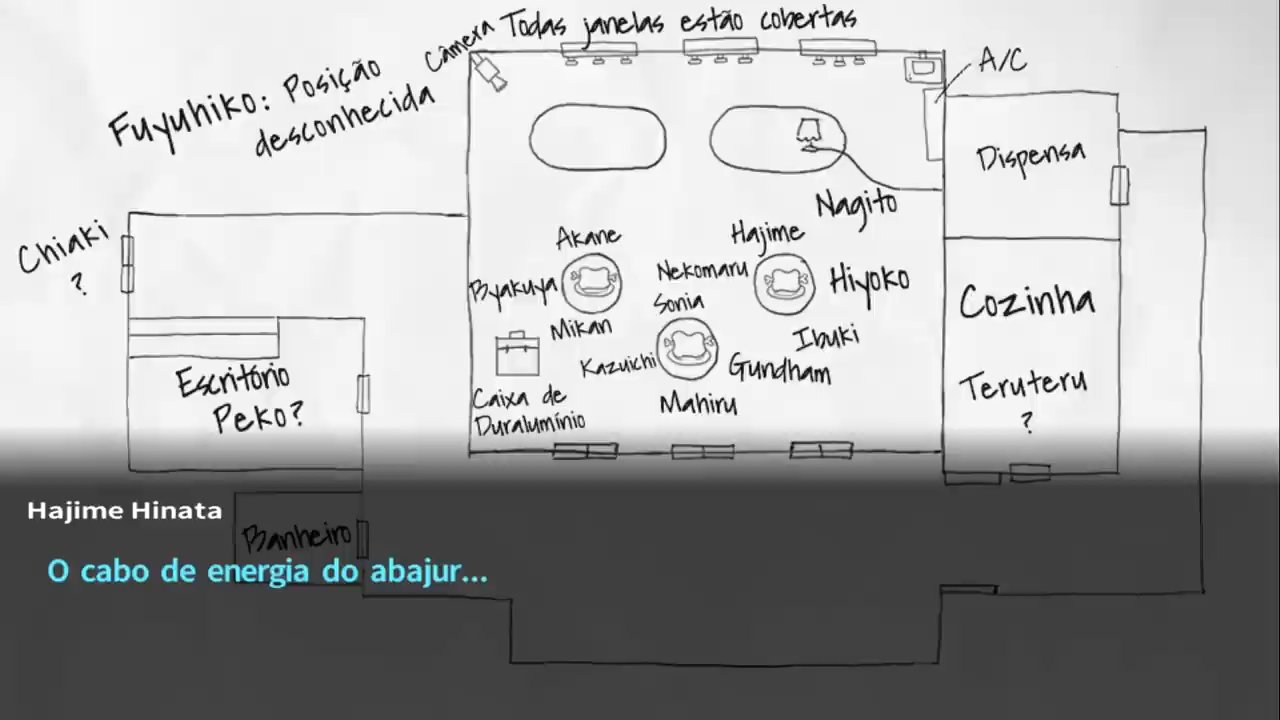 Câmera
Todas janelas estão cobertas
A/C
Fuyuhiko: Posição
desconhecida
Dispensa
Nagito
Chiaki
?
Akane
Hajime
Byakuya
Nekomaru
Hiyoko
Sonia
Mikan
Ibuki
Cozinha
Kazuichi
Gundham
Teruteru
?
Escritório
Peko?
Caixa de
Duralumínio
Mahiru
Hajime Hinata
Banheiro
O cabo de energia do abajur...